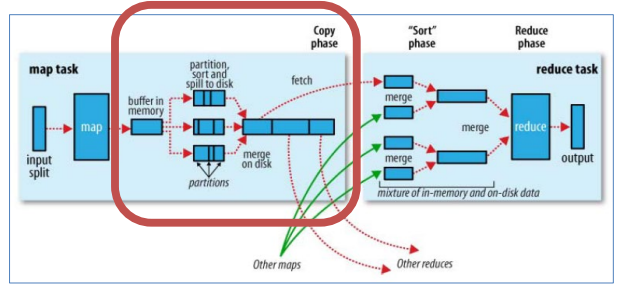 Copy
phase
"Sort"
phase
Reduce
phase
map task
partition,
sort and
spill to disk
fetch
reduce task
buffer in
memory
merge
map
merge
reduce
input
split
merge
on disk
merge
output
partitions
mixture of in-memory and on-disk data
Other maps
Other reduces